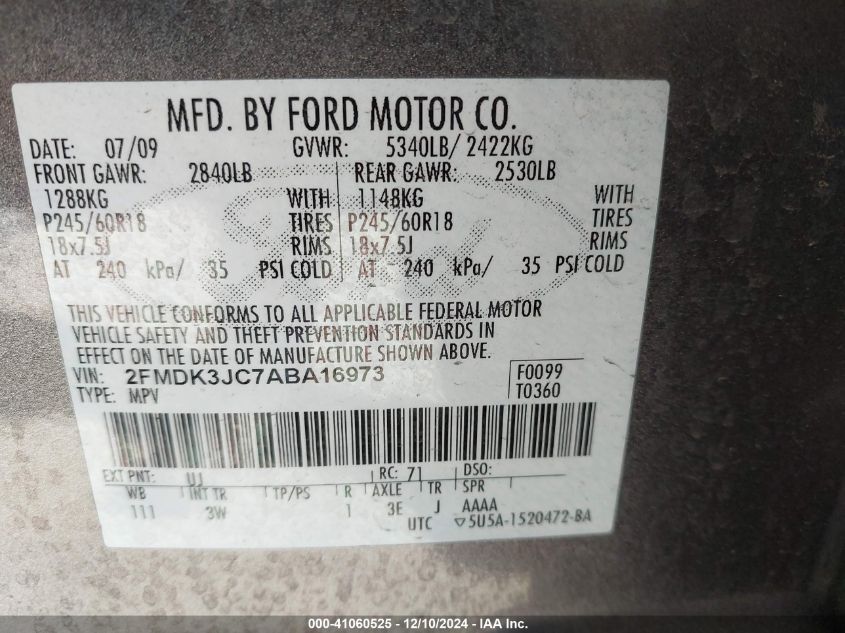 MFD. BY FORD MOTOR CO.
DATE: 07/09 GVWR: 5340LB/ 2422KG
FRONT GAWR: 2840LB REAR GAWR: 2530LB
1288KG WITH 1148KG WITH
P245/60R18 TIRES P245/60R18 TIRES
18x7.5J RIMS 18x7.5J RIMS
AT 240 kPa/ 35 PSI COLD AT 240 kPa/ 35 PSI COLD
THIS VEHICLE CONFORMS TO ALL APPLICABLE FEDERAL MOTOR
VEHICLE SAFETY AND THEFT PREVENTION STANDARDS IN
EFFECT ON THE DATE OF MANUFACTURE SHOWN ABOVE.
VIN: 2FMDK3JC7ABA16973 F0099
TYPE: MPV T0360
EXT PNT: UJ RC: 71 DSO:
WB INT TR TP/PS R AXLE TR SPR
111 3W 1 3E J AAAA
UTC ▽5U5A-1520472-BA
000-41060525 - 12/10/2024 - IAA Inc.